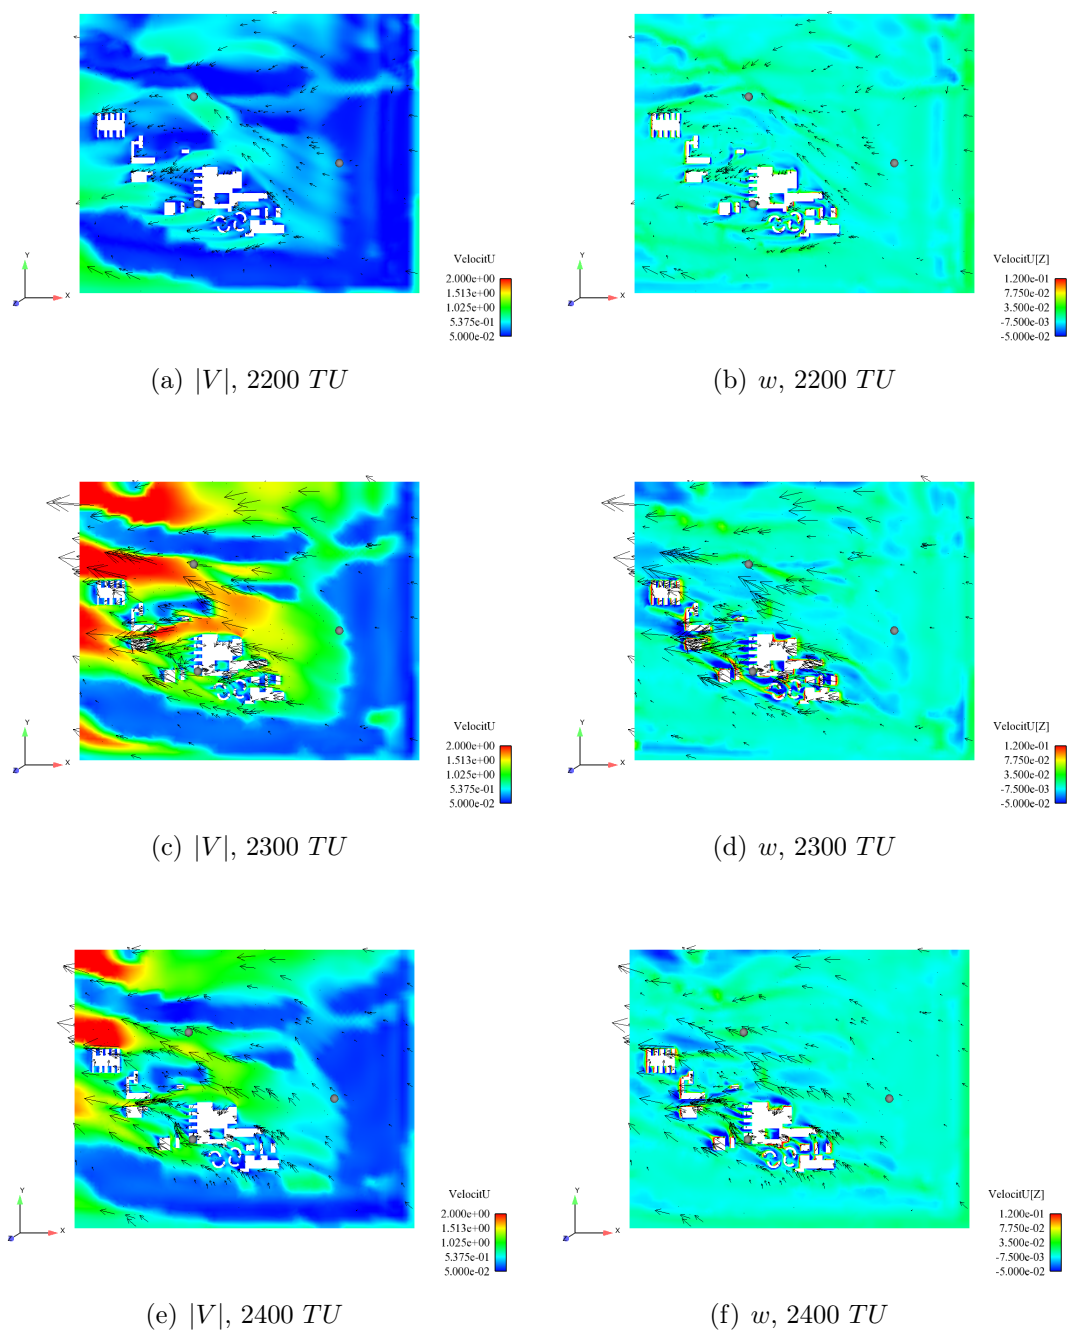 Y
X
Z
VelocitU
2.000e+00
1.513e+00
1.025e+00
5.375e-01
5.000e-02
(a) |V|, 2200 TU
Y
X
Z
VelocitU[Z]
1.200e-01
7.750e-02
3.500e-02
-7.500e-03
-5.000e-02
(b) w, 2200 TU
Y
X
Z
VelocitU
2.000e+00
1.513e+00
1.025e+00
5.375e-01
5.000e-02
(c) |V|, 2300 TU
Y
X
Z
VelocitU[Z]
1.200e-01
7.750e-02
3.500e-02
-7.500e-03
-5.000e-02
(d) w, 2300 TU
Y
X
Z
VelocitU
2.000e+00
1.513e+00
1.025e+00
5.375e-01
5.000e-02
(e) |V|, 2400 TU
Y
X
Z
VelocitU[Z]
1.200e-01
7.750e-02
3.500e-02
-7.500e-03
-5.000e-02
(f) w, 2400 TU